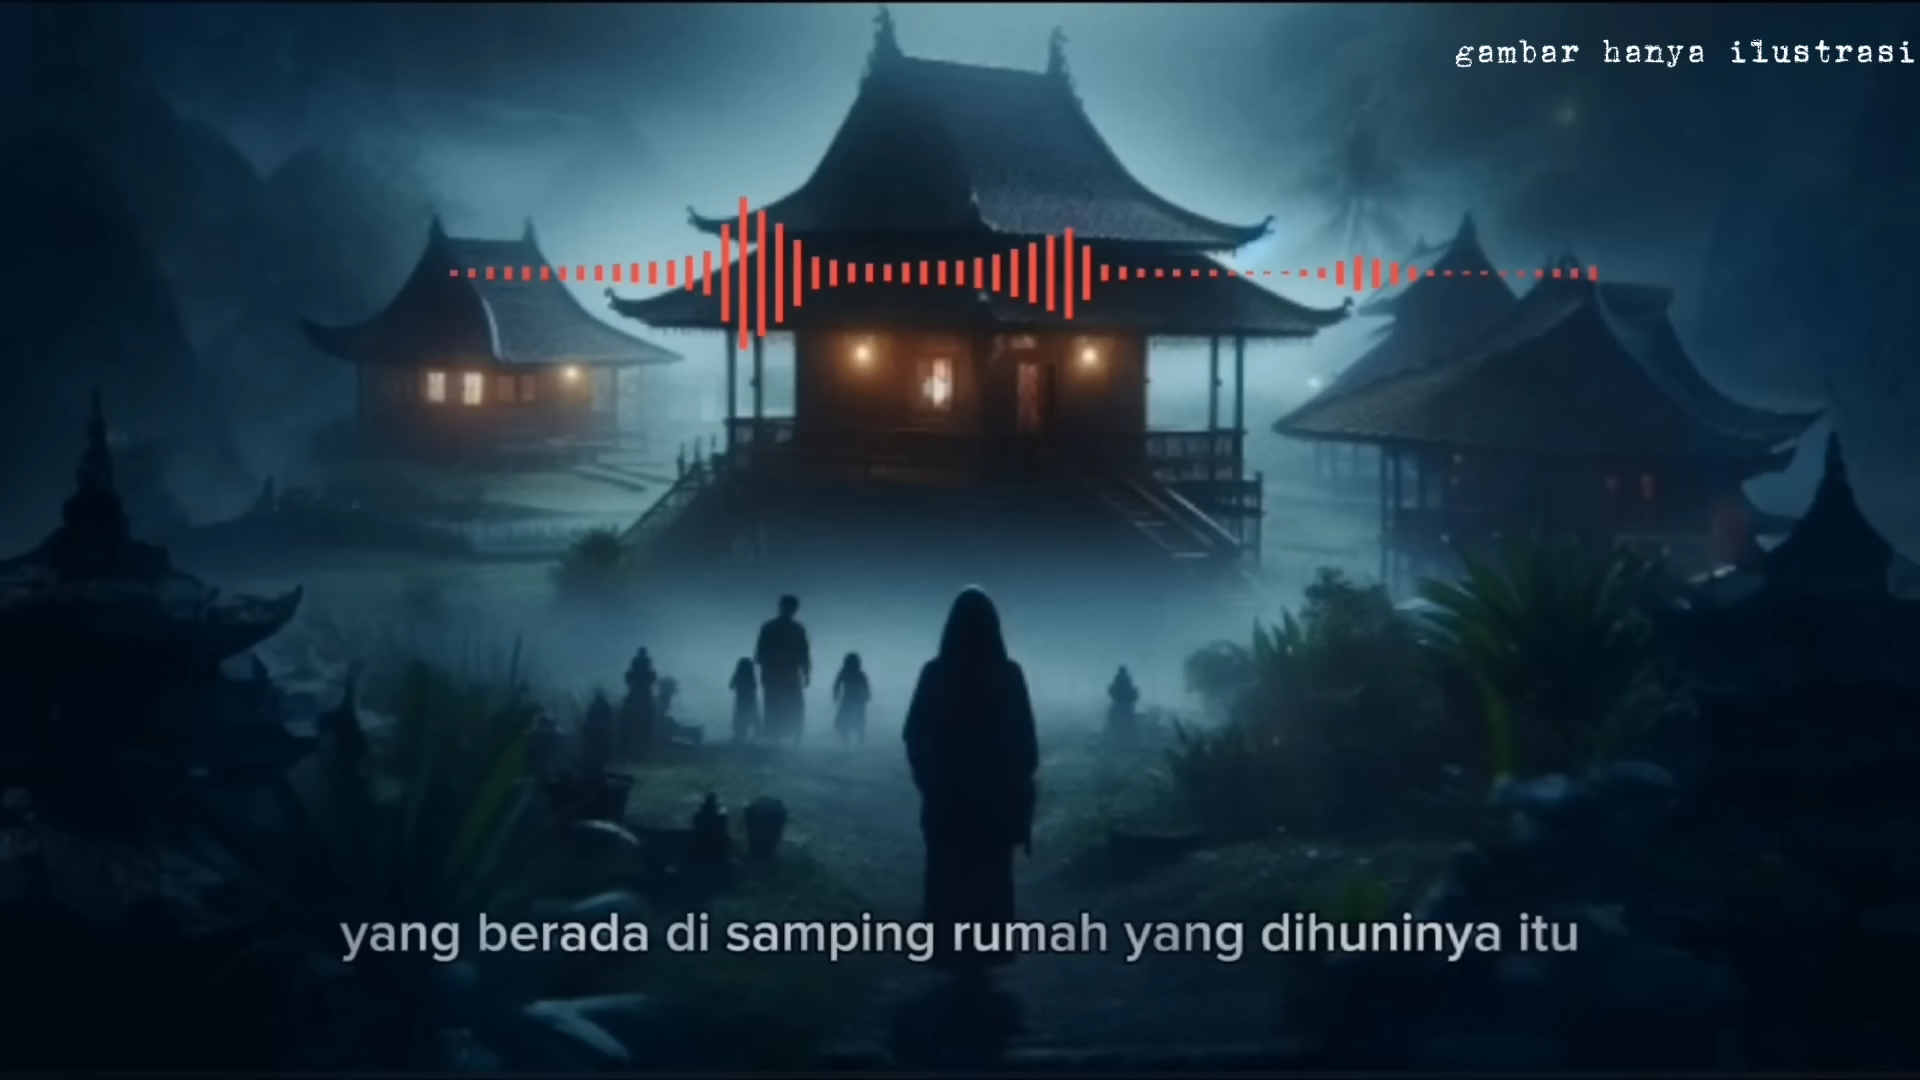 gambar hanya ilustrasi
yang berada di samping rumah yang dihuninya itu